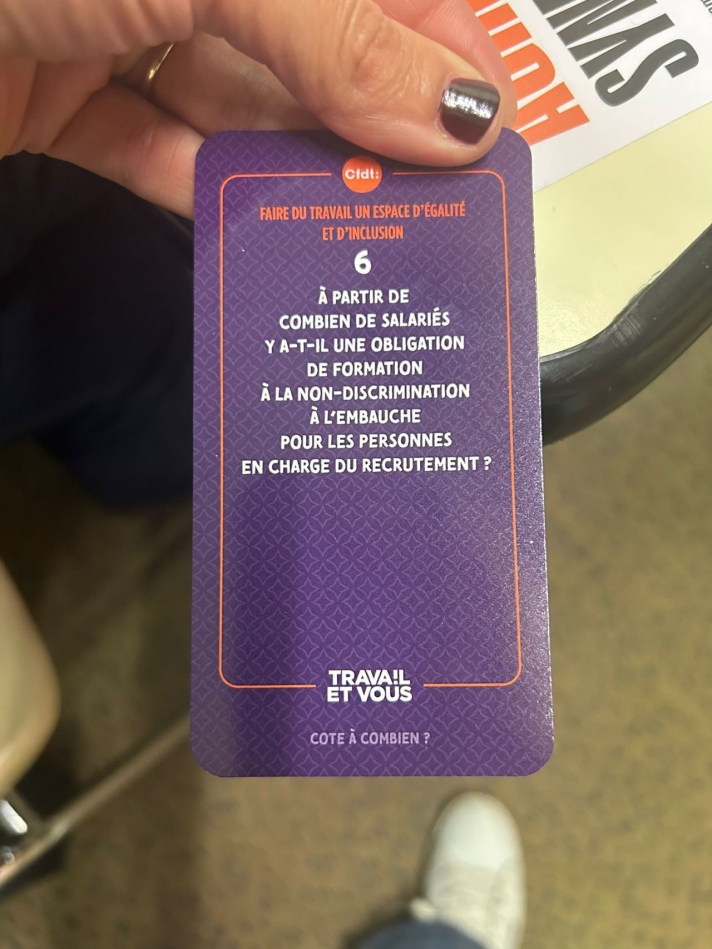 Cfdt:
FAIRE DU TRAVAIL UN ESPACE D'ÉGALITÉ
ET D'INCLUSION
6
À PARTIR DE
COMBIEN DE SALARIÉS
Y A-T-IL UNE OBLIGATION
DE FORMATION
À LA NON-DISCRIMINATION
À L'EMBAUCHE
POUR LES PERSONNES
EN CHARGE DU RECRUTEMENT ?
TRAVA!L
ET VOUS
COTE À COMBIEN ?